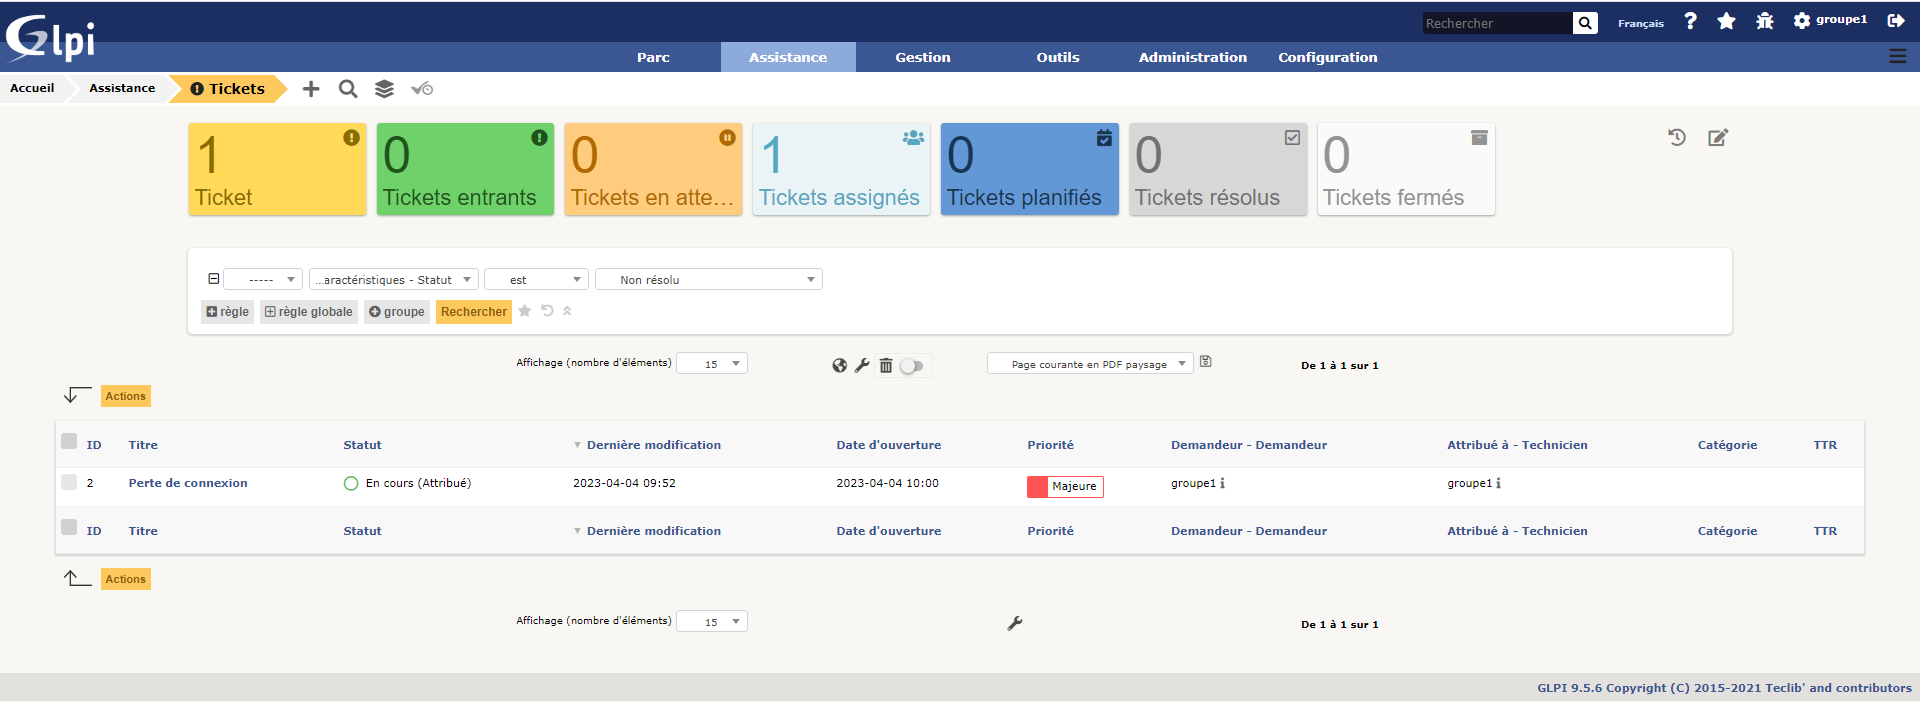 Glpi
Rechercher
Français
groupe1
Parc Assistance Gestion Outils Administration Configuration
Accueil Assistance Tickets
1 Ticket
0 Tickets entrants
0 Tickets en atte…
1 Tickets assignés
0 Tickets planifiés
0 Tickets résolus
0 Tickets fermés
----- …aractéristiques - Statut est Non résolu
règle règle globale groupe Rechercher
Affichage (nombre d'éléments) 15 Page courante en PDF paysage De 1 à 1 sur 1
Actions
ID Titre Statut Dernière modification Date d'ouverture Priorité Demandeur - Demandeur Attribué à - Technicien Catégorie TTR
2 Perte de connexion En cours (Attribué) 2023-04-04 09:52 2023-04-04 10:00 Majeure groupe1 groupe1
ID Titre Statut Dernière modification Date d'ouverture Priorité Demandeur - Demandeur Attribué à - Technicien Catégorie TTR
Actions
Affichage (nombre d'éléments) 15 De 1 à 1 sur 1
GLPI 9.5.6 Copyright (C) 2015-2021 Teclib' and contributors